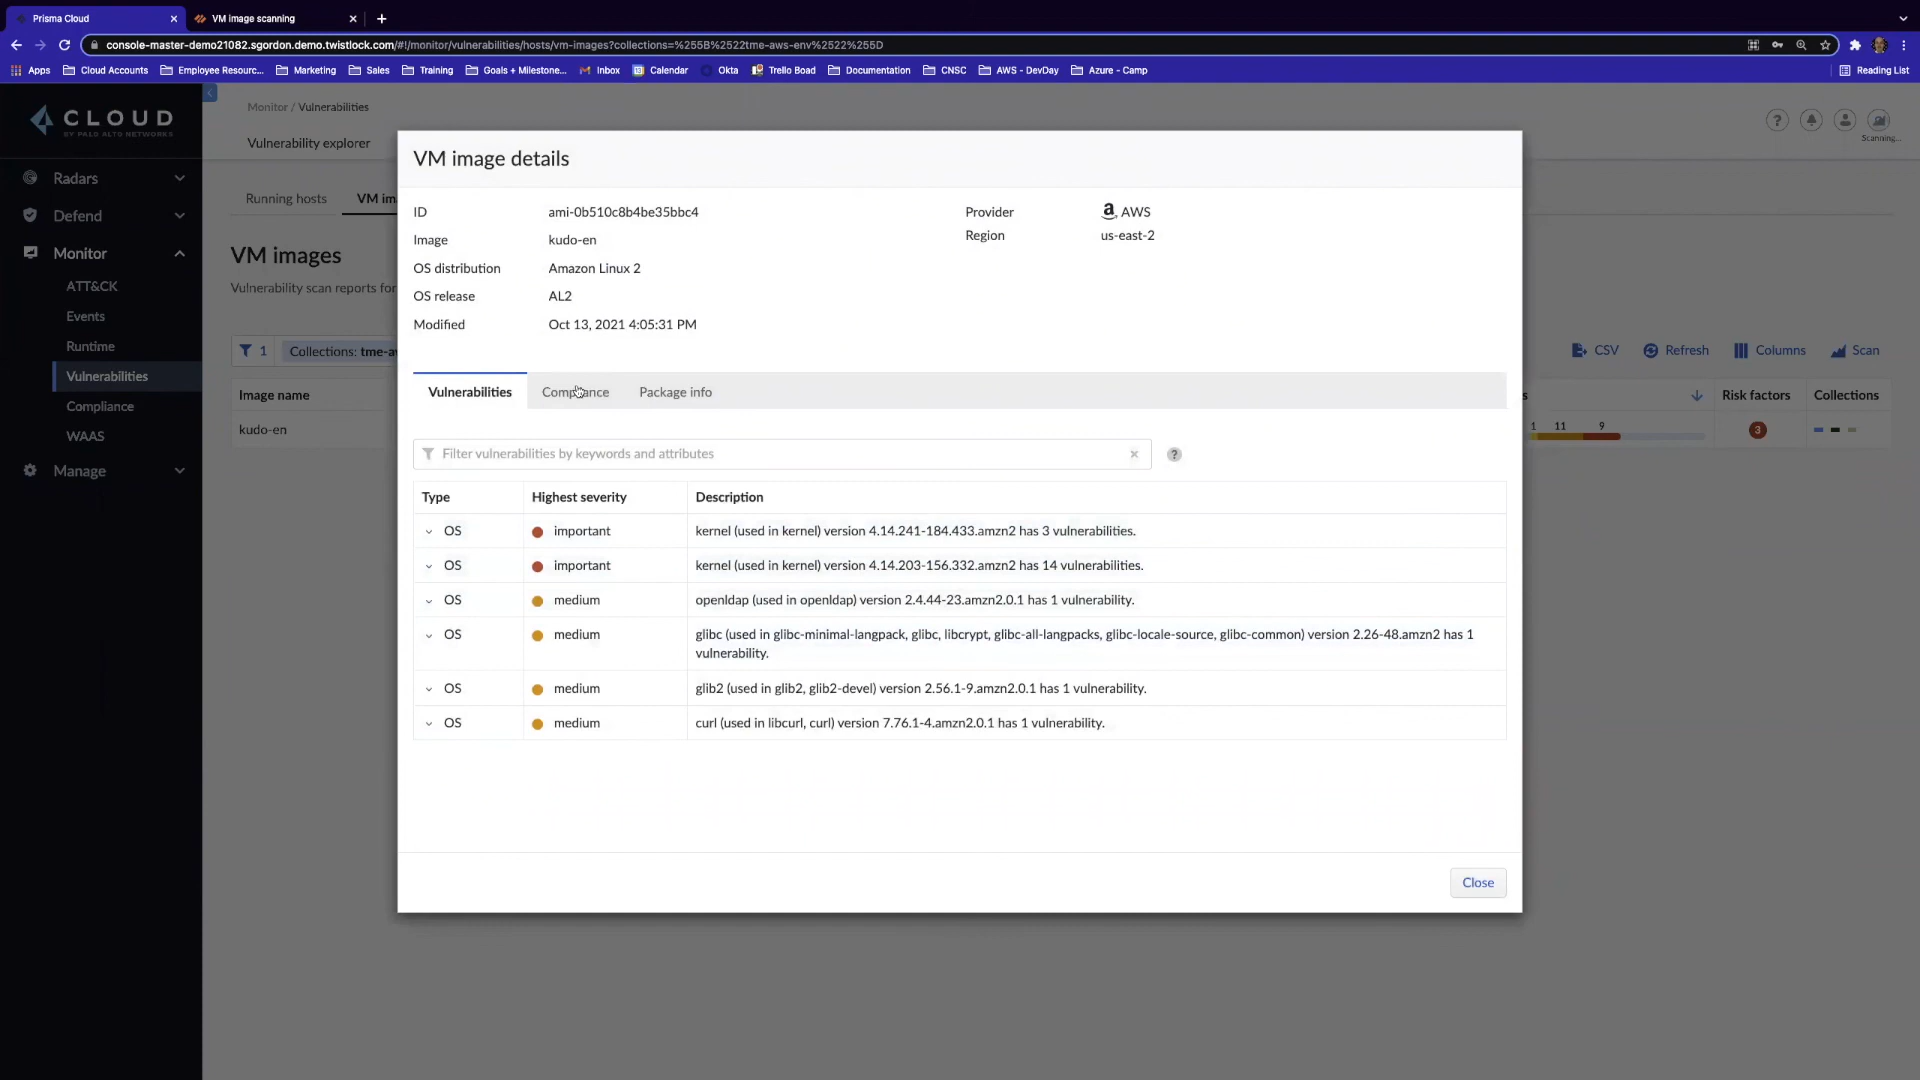 Prisma Cloud
VM image scanning
console-master-demo21082.sgordon.demo.twistlock.com/#!/monitor/vulnerabilities/hosts/vm-images?collections=%255B%2522tme-aws-env%2522%255D
Apps Cloud Accounts Employee Resourc... Marketing Sales Training Goals + Milestone... Inbox Calendar Okta Trello Boad Documentation CNSC AWS - DevDay Azure - Camp Reading List
CLOUD
BY PALO ALTO NETWORKS
Radars
Defend
Monitor
ATT&CK
Events
Runtime
Vulnerabilities
Compliance
WAAS
Manage
Monitor / Vulnerabilities
Vulnerability explorer
Scanning...
Running hosts VM im
VM images
Vulnerability scan reports for
1 Collections: tme-a
CSV Refresh Columns Scan
Image name
s Risk factors Collections
kudo-en
1 11 9 3
VM image details
ID ami-0b510c8b4be35bbc4
Provider AWS
Image kudo-en
Region us-east-2
OS distribution Amazon Linux 2
OS release AL2
Modified Oct 13, 2021 4:05:31 PM
Vulnerabilities Compliance Package info
Filter vulnerabilities by keywords and attributes
Type Highest severity Description
OS important kernel (used in kernel) version 4.14.241-184.433.amzn2 has 3 vulnerabilities.
OS important kernel (used in kernel) version 4.14.203-156.332.amzn2 has 14 vulnerabilities.
OS medium openldap (used in openldap) version 2.4.44-23.amzn2.0.1 has 1 vulnerability.
OS medium glibc (used in glibc-minimal-langpack, glibc, libcrypt, glibc-all-langpacks, glibc-locale-source, glibc-common) version 2.26-48.amzn2 has 1
vulnerability.
OS medium glib2 (used in glib2, glib2-devel) version 2.56.1-9.amzn2.0.1 has 1 vulnerability.
OS medium curl (used in libcurl, curl) version 7.76.1-4.amzn2.0.1 has 1 vulnerability.
Close